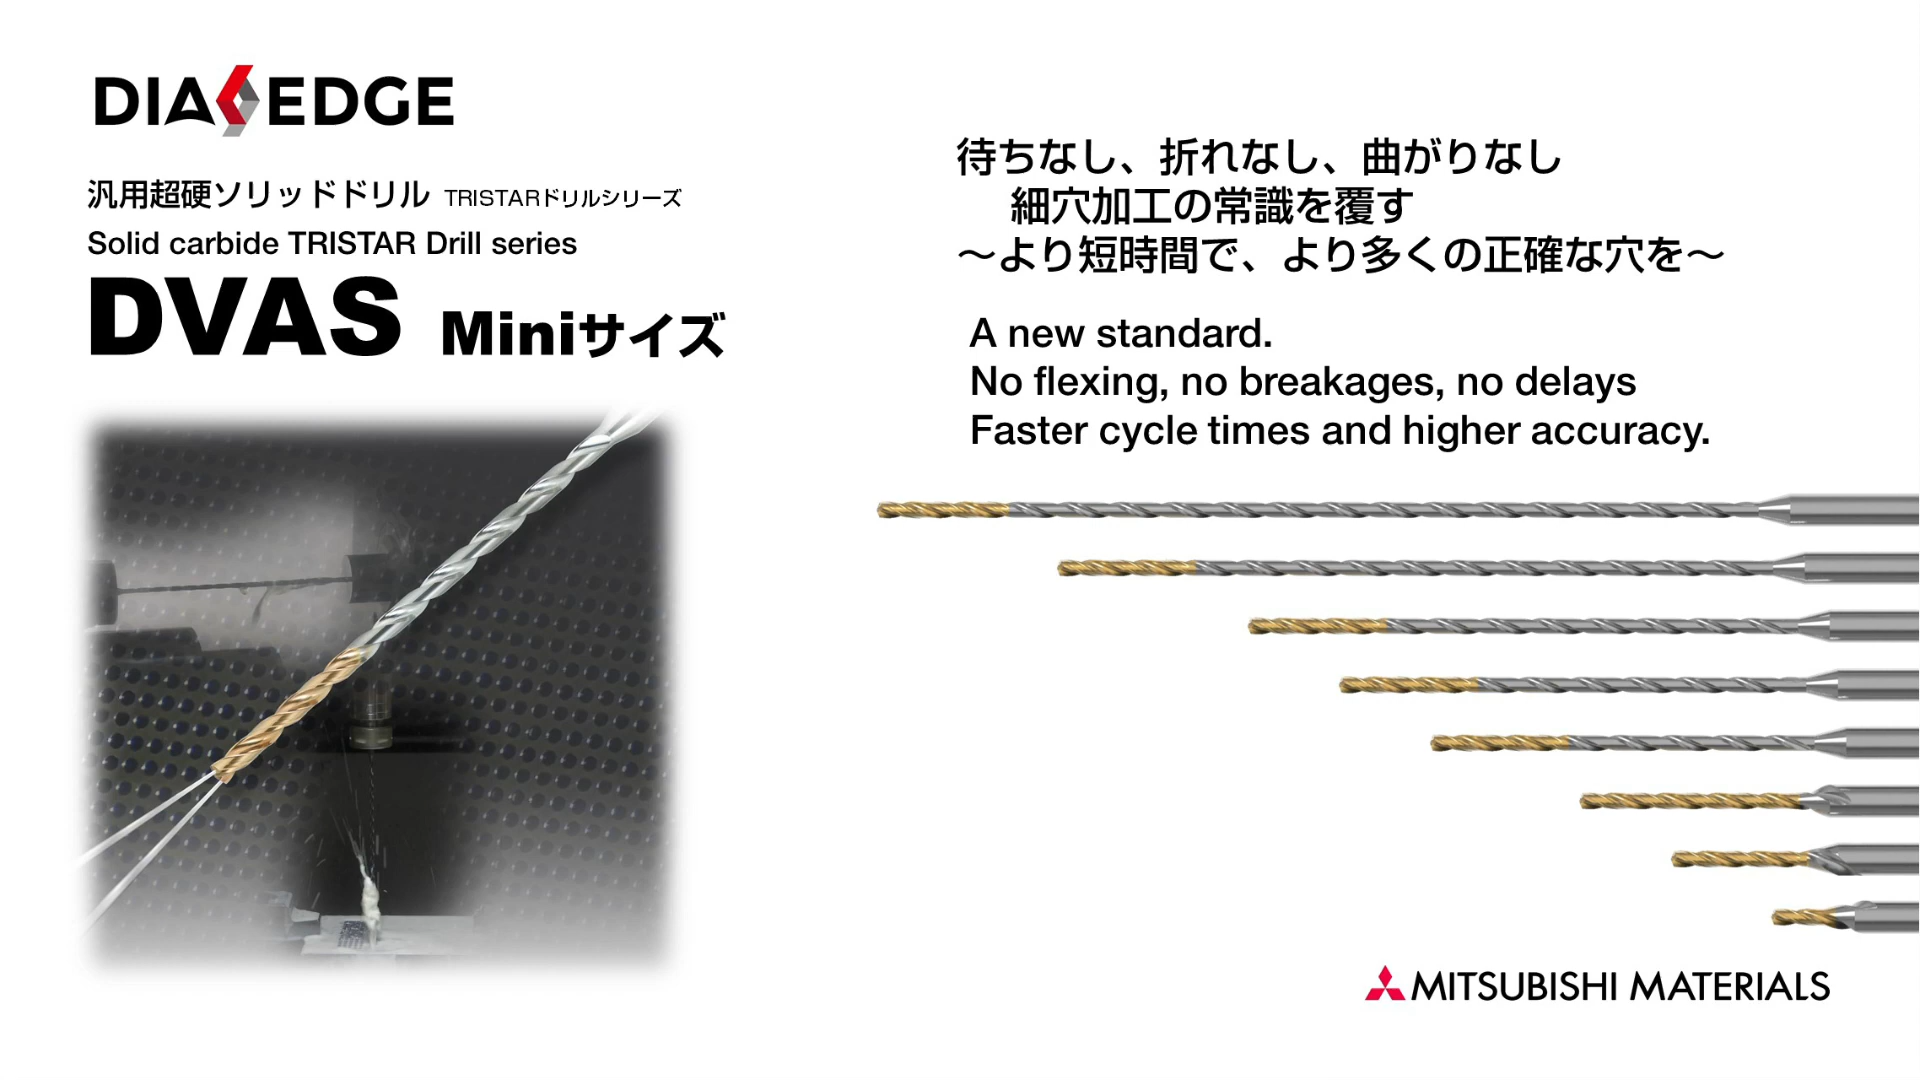 DIAEDGE
汎用超硬ソリッドドリル TRISTARドリルシリーズ
Solid carbide TRISTAR Drill series
DVAS Miniサイズ
待ちなし、折れなし、曲がりなし
細穴加工の常識を覆す
～より短時間で、より多くの正確な穴を～
A new standard.
No flexing, no breakages, no delays
Faster cycle times and higher accuracy.
MITSUBISHI MATERIALS